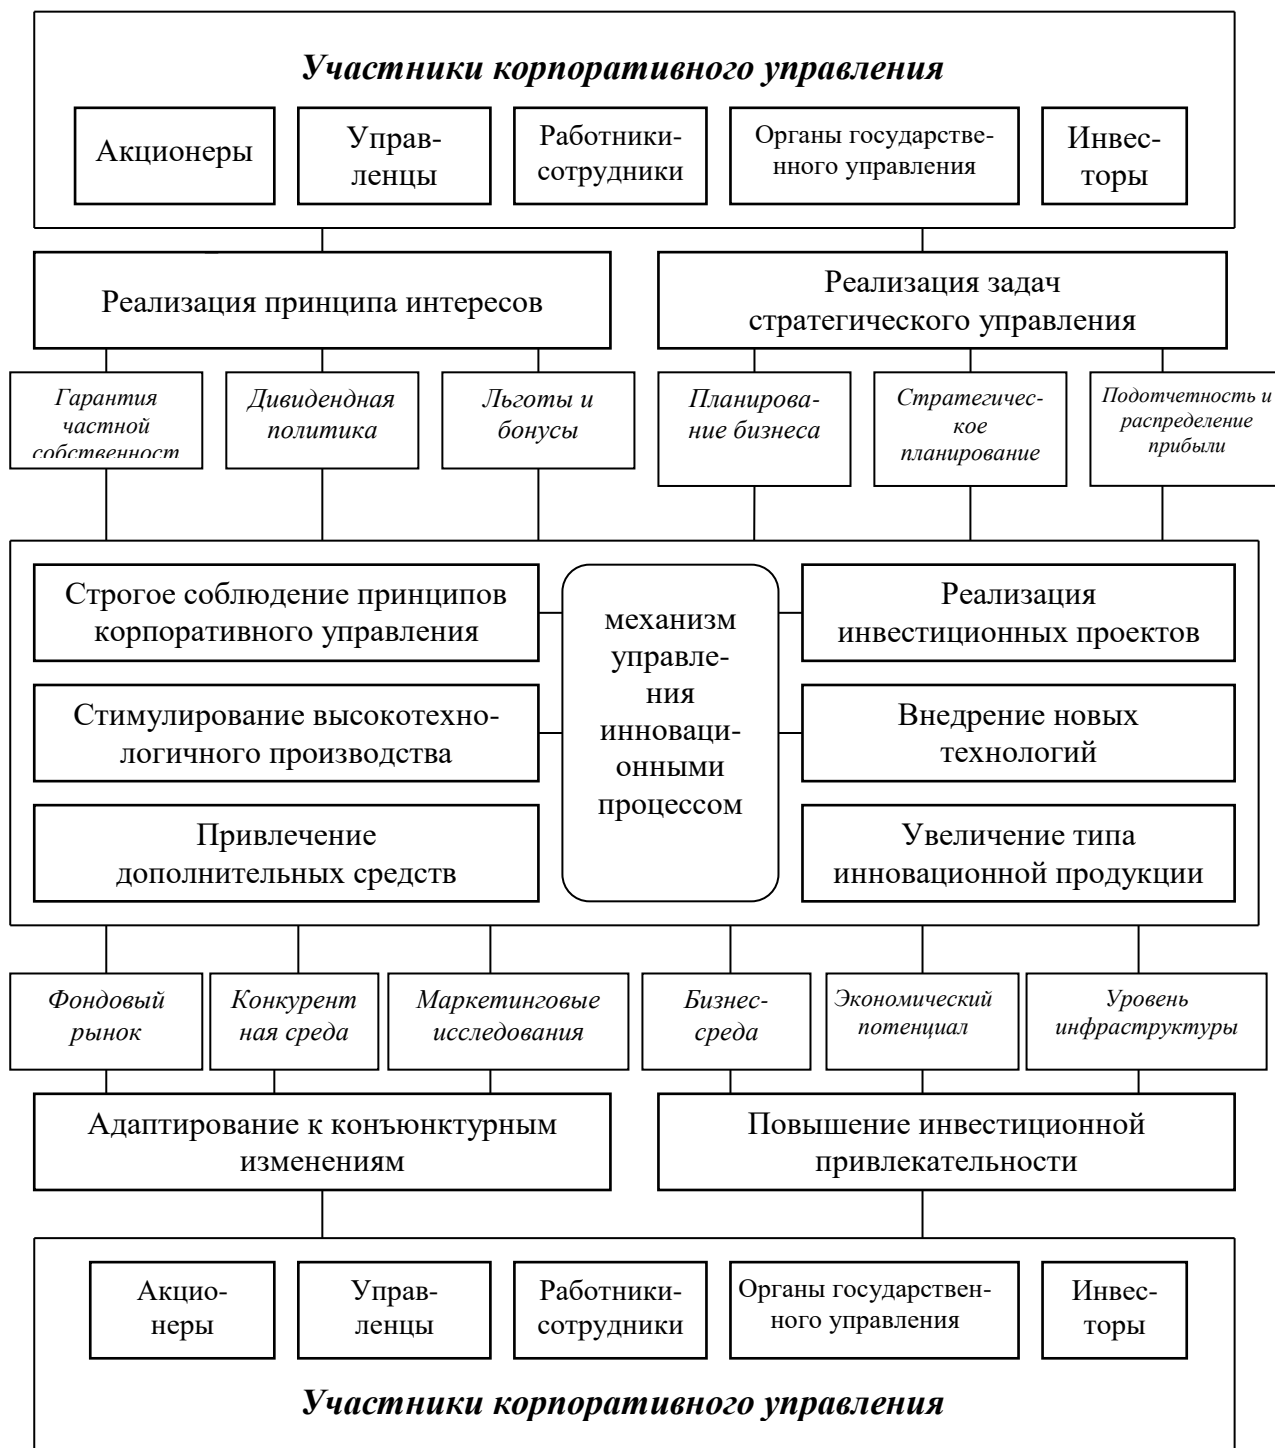 Участники корпоративного управления
Акционеры
Управ-
ленцы
Работники-
сотрудники
Органы государстве-
нного управления
Инвес-
торы
Реализация принципа интересов
Реализация задач
стратегического управления
Гарантия
частной
собственност
Дивидендная
политика
Льготы и
бонусы
Планирова-
ние бизнеса
Стратегичес-
кое
планирование
Подотчетность и
распределение
прибыли
Строгое соблюдение принципов
корпоративного управления
Стимулирование высокотехно-
логичного производства
Привлечение
дополнительных средств
механизм
управле-
ния
инноваци-
онными
процессом
Реализация
инвестиционных проектов
Внедрение новых
технологий
Увеличение типа
инновационной продукции
Фондовый
рынок
Конкурент
ная среда
Маркетинговые
исследования
Бизнес-
среда
Экономический
потенциал
Уровень
инфраструктуры
Адаптирование к конъюнктурным
изменениям
Повышение инвестиционной
привлекательности
Акцио-
неры
Управ-
ленцы
Работники-
сотрудники
Органы государствен-
ного управления
Инвес-
торы
Участники корпоративного управления